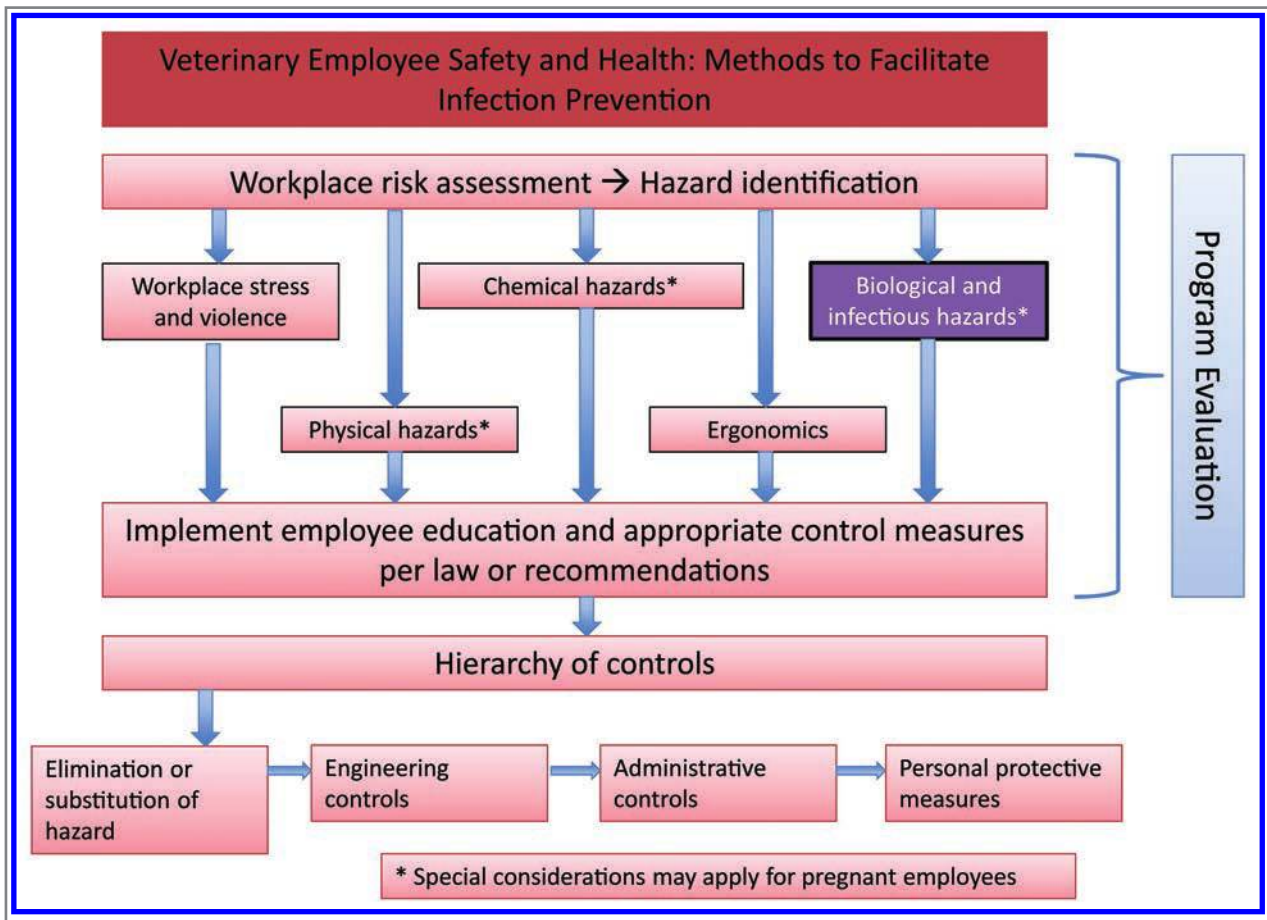 Veterinary Employee Safety and Health: Methods to Facilitate
Infection Prevention
Workplace risk assessment → Hazard identification
Workplace stress
and violence
Chemical hazards*
Biological and
infectious hazards*
Physical hazards*
Ergonomics
Implement employee education and appropriate control measures
per law or recommendations
Program Evaluation
Hierarchy of controls
Elimination or
substitution of
hazard
Engineering
controls
Administrative
controls
Personal protective
measures
* Special considerations may apply for pregnant employees